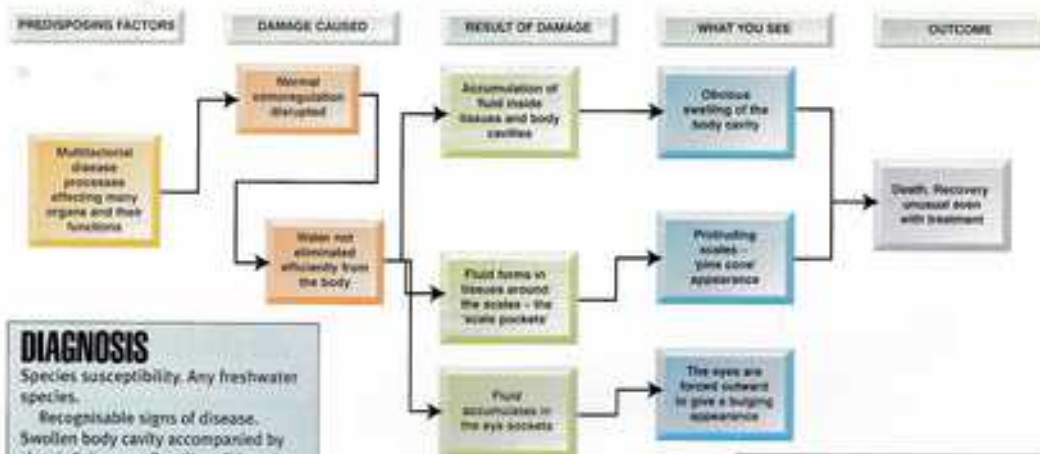 PREDISPOSING FACTORS
DAMAGE CAUSED
RESULT OF DAMAGE
WHAT YOU SEE
OUTCOME
Multifactorial
disease
processes
affecting many
organs and their
functions
Normal
osmoregulation
disrupted
Water not
eliminated
efficiently from
the body
Accumulation of
fluid inside
tissues and body
cavities
Fluid forms in
tissues around
the scales – the
'scale pockets'
Fluid
accumulates in
the eye sockets
Obvious
swelling of the
body cavity
Protruding
scales –
'pine cone'
appearance
The eyes are
forced outward
to give a bulging
appearance
Death. Recovery
unusual even
with treatment
DIAGNOSIS
Species susceptibility. Any freshwater
species.
Recognisable signs of disease.
Swollen body cavity accompanied by